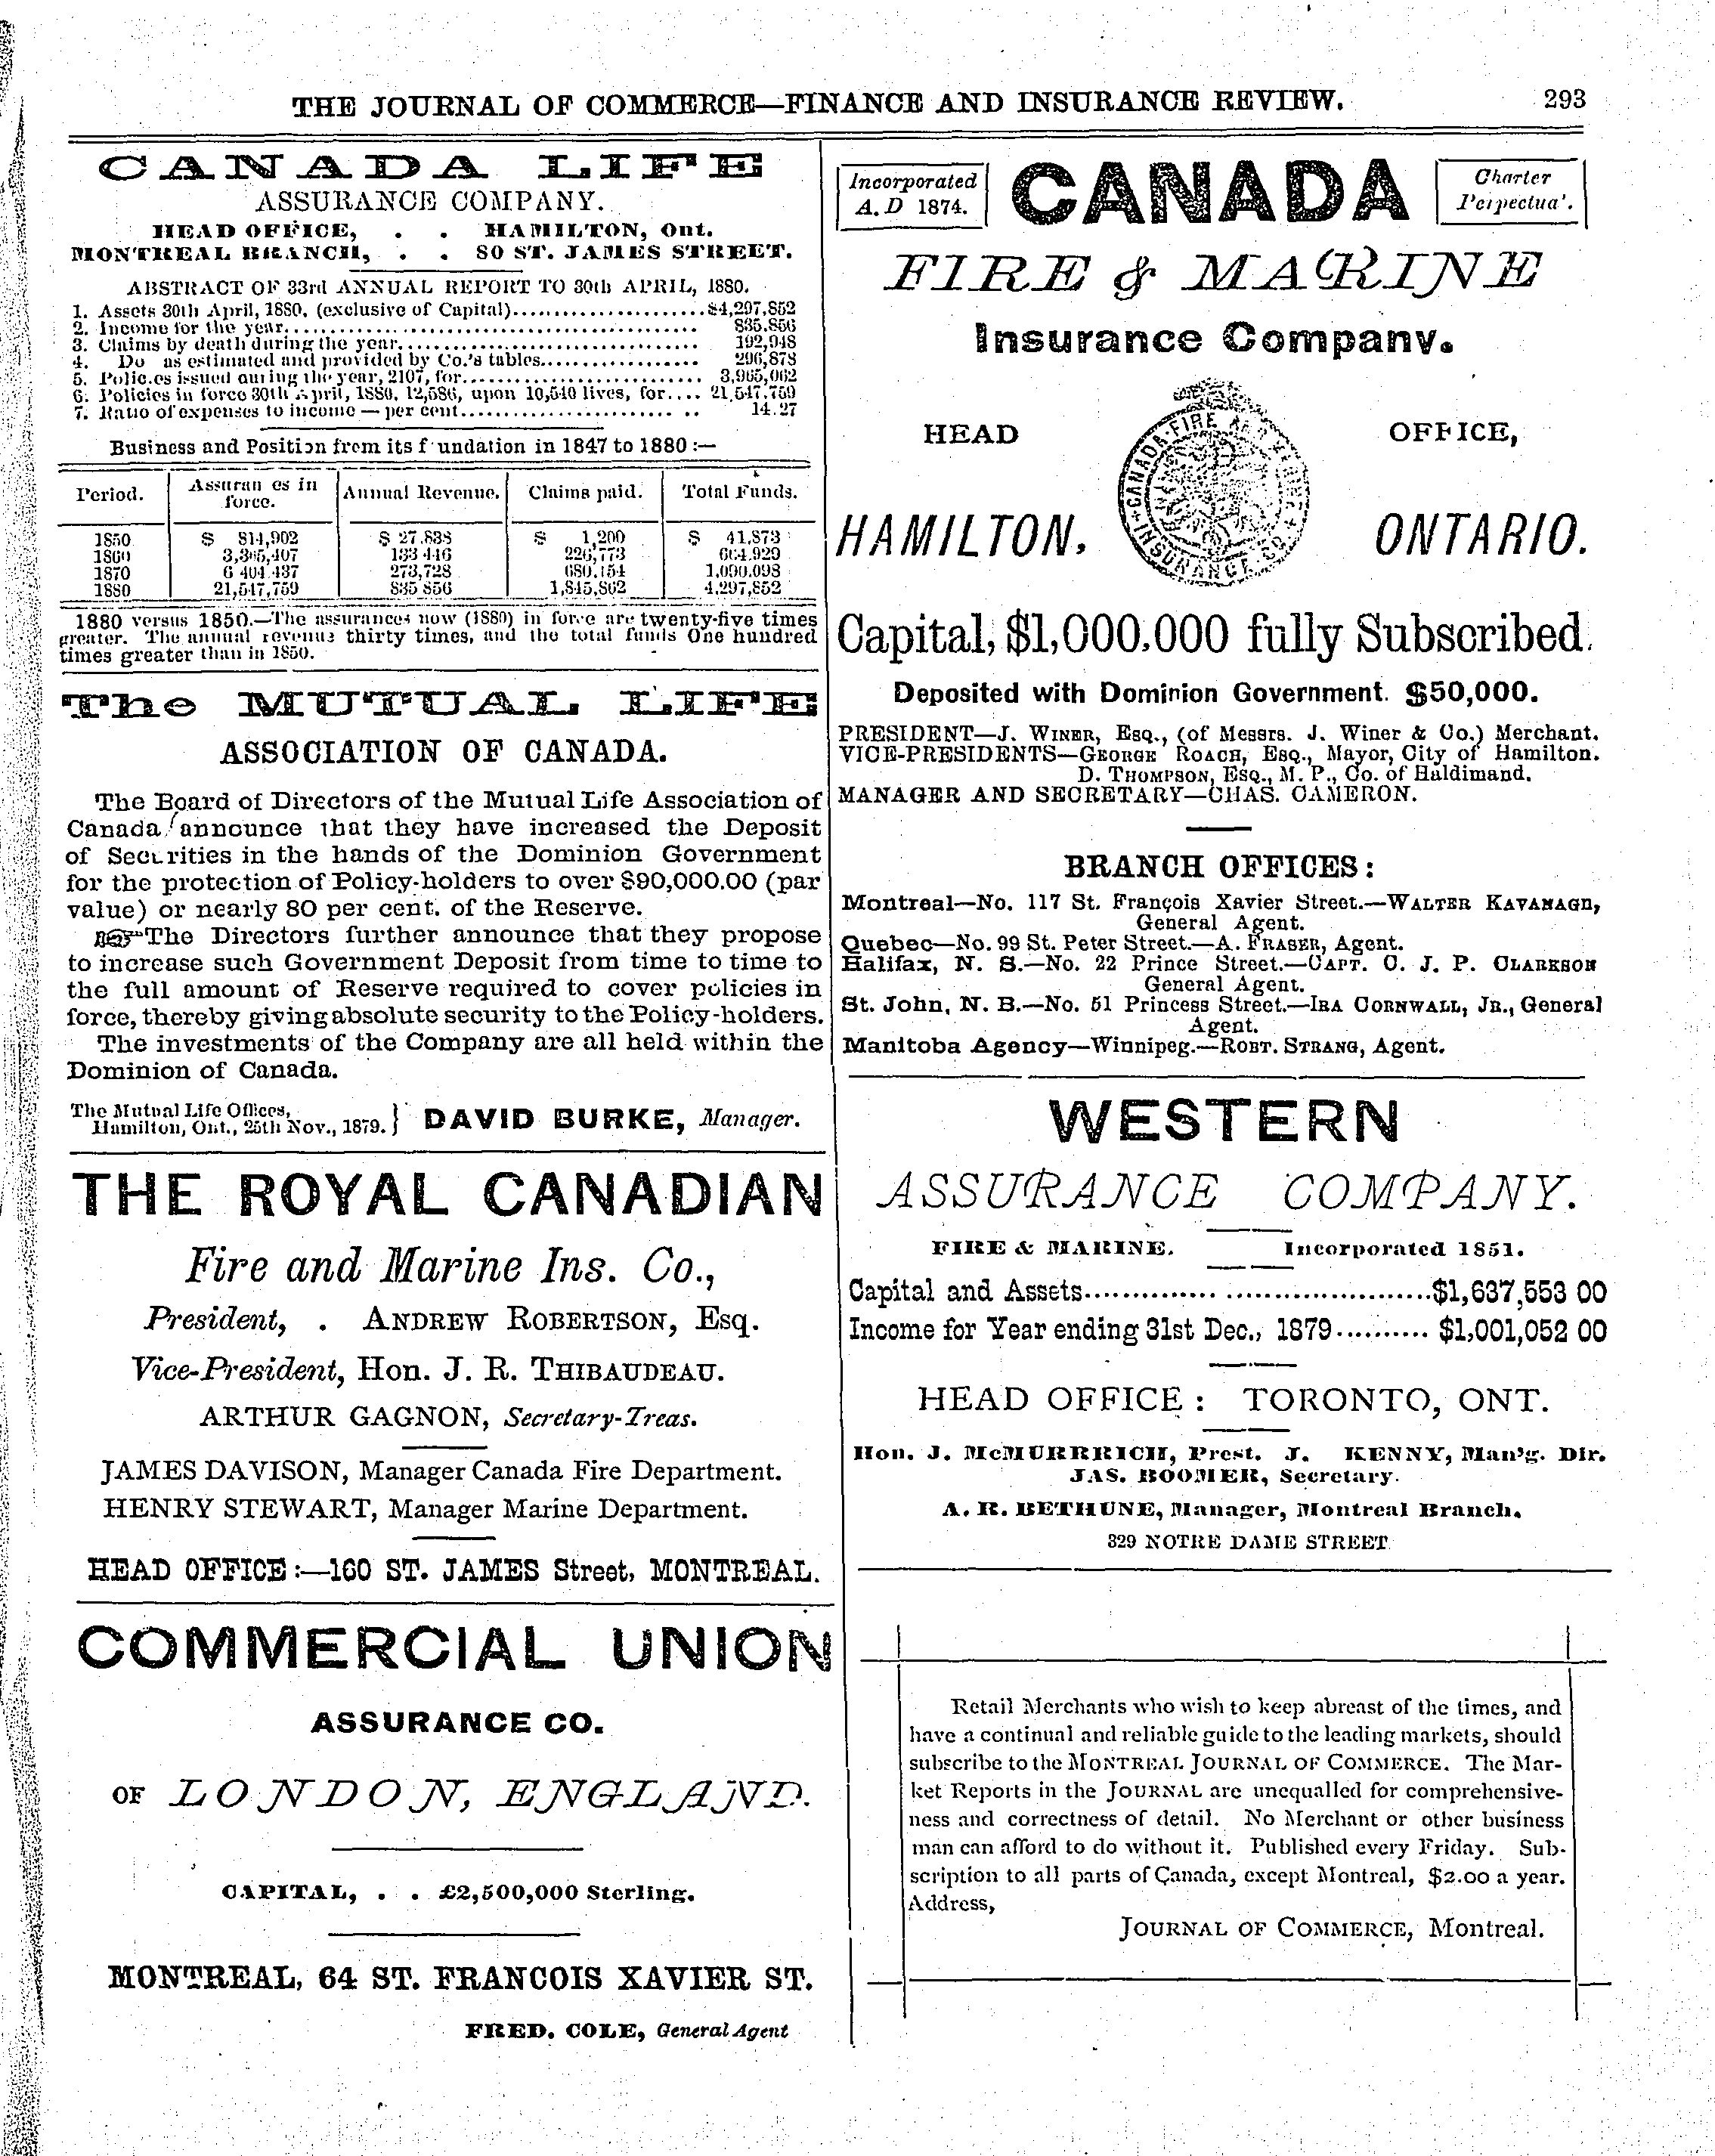 THE JOURNAL OF COMMERCE—FINANCE AND INSURANCE REVIEW. 293
CANADA LIFE
ASSURANCE COMPANY.
HEAD OFFICE, . . HAMILTON, Ont.
MONTREAL BRANCH, . . 80 ST. JAMES STREET.
ABSTRACT OF 33rd ANNUAL REPORT TO 30th APRIL, 1880.
1. Assets 30th April, 1880, (exclusive of Capital)..................... $4,297,852
2. Income for the year................................................ 835.856
3. Claims by death during the year.................................. 192,948
4. Do as estimated and provided by Co.'s tables................. 296,878
5. Polic.es issued during the year, 2107, for.......................... 3,965,062
6. Policies in force 30th April, 1880, 12,586, upon 10,540 lives, for.... 21,547,759
7. Ratio of expenses to income — per cent.......................... 14.27
Business and Position from its f undation in 1847 to 1880 :—
Period. Assuran es in force. Annual Revenue. Claims paid. Total Funds.
1850 $ 814,902 $ 27.838 $ 1,200 $ 41,873
1860 3,365,407 133 446 226,773 664.929
1870 6 404 437 273,728 680,154 1,090,098
1880 21,547,759 835 856 1,845,862 4,297,852
1880 versus 1850.—The assurances now (1880) in force are twenty-five times
greater. The annual revenue thirty times, and the total funds One hundred
times greater than in 1850.
The MUTUAL LIFE
ASSOCIATION OF CANADA.
The Board of Directors of the Mutual Life Association of
Canada announce that they have increased the Deposit
of Securities in the hands of the Dominion Government
for the protection of Policy-holders to over $90,000.00 (par
value) or nearly 80 per cent. of the Reserve.
☞The Directors further announce that they propose
to increase such Government Deposit from time to time to
the full amount of Reserve required to cover policies in
force, thereby giving absolute security to the Policy-holders.
The investments of the Company are all held within the
Dominion of Canada.
The Mutual Life Offices,
Hamilton, Ont., 25th Nov., 1879. } DAVID BURKE, Manager.
THE ROYAL CANADIAN
Fire and Marine Ins. Co.,
President, . ANDREW ROBERTSON, Esq.
Vice-President, Hon. J. R. THIBAUDEAU.
ARTHUR GAGNON, Secretary-Treas.
JAMES DAVISON, Manager Canada Fire Department.
HENRY STEWART, Manager Marine Department.
HEAD OFFICE :—160 ST. JAMES Street, MONTREAL.
COMMERCIAL UNION
ASSURANCE CO.
OF LONDON, ENGLAND.
CAPITAL, . . £2,500,000 Sterling.
MONTREAL, 64 ST. FRANCOIS XAVIER ST.
FRED. COLE, General Agent
Incorporated
A.D 1874.
CANADA
Charter
Perpetua'.
FIRE & MARINE
Insurance Company.
HEAD OFFICE,
CANADA FIRE AND MARINE INSURANCE CO.
HAMILTON, ONTARIO.
Capital, $1,000,000 fully Subscribed.
Deposited with Dominion Government. $50,000.
PRESIDENT—J. WINER, ESQ., (of Messrs. J. Winer & Co.) Merchant.
VICE-PRESIDENTS—GEORGE ROACH, ESQ., Mayor, City of Hamilton.
D. THOMPSON, ESQ., M. P., Co. of Haldimand.
MANAGER AND SECRETARY—CHAS. CAMERON.
BRANCH OFFICES :
Montreal—No. 117 St. François Xavier Street.—WALTER KAVANAGH,
General Agent.
Quebec—No. 99 St. Peter Street.—A. FRASER, Agent.
Halifax, N. S.—No. 22 Prince Street.—CAPT. C. J. P. CLARKSON
General Agent.
St. John, N. B.—No. 51 Princess Street.—IRA CORNWALL, JR., General
Agent.
Manitoba Agency—Winnipeg.—ROBT. STRANG, Agent.
WESTERN
ASSURANCE COMPANY.
FIRE & MARINE. Incorporated 1851.
Capital and Assets.................................... $1,637,553 00
Income for Year ending 31st Dec., 1879.......... $1,001,052 00
HEAD OFFICE : TORONTO, ONT.
Hon. J. McMURRRICH, Prest. J. KENNY, Man'g. Dir.
JAS. BOOMER, Secretary.
A. R. BETHUNE, Manager, Montreal Branch.
329 NOTRE DAME STREET
Retail Merchants who wish to keep abreast of the times, and
have a continual and reliable guide to the leading markets, should
subscribe to the MONTREAL JOURNAL OF COMMERCE. The Mar-
ket Reports in the JOURNAL are unequalled for comprehensive-
ness and correctness of detail. No Merchant or other business
man can afford to do without it. Published every Friday. Sub-
scription to all parts of Canada, except Montreal, $2.00 a year.
Address,
JOURNAL OF COMMERCE, Montreal.